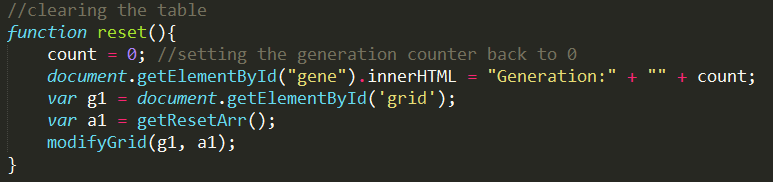 //clearing the table
function reset(){
    count = 0; //setting the generation counter back to 0
    document.getElementById("gene").innerHTML = "Generation:" + "" + count;
    var g1 = document.getElementById('grid');
    var a1 = getResetArr();
    modifyGrid(g1, a1);
}